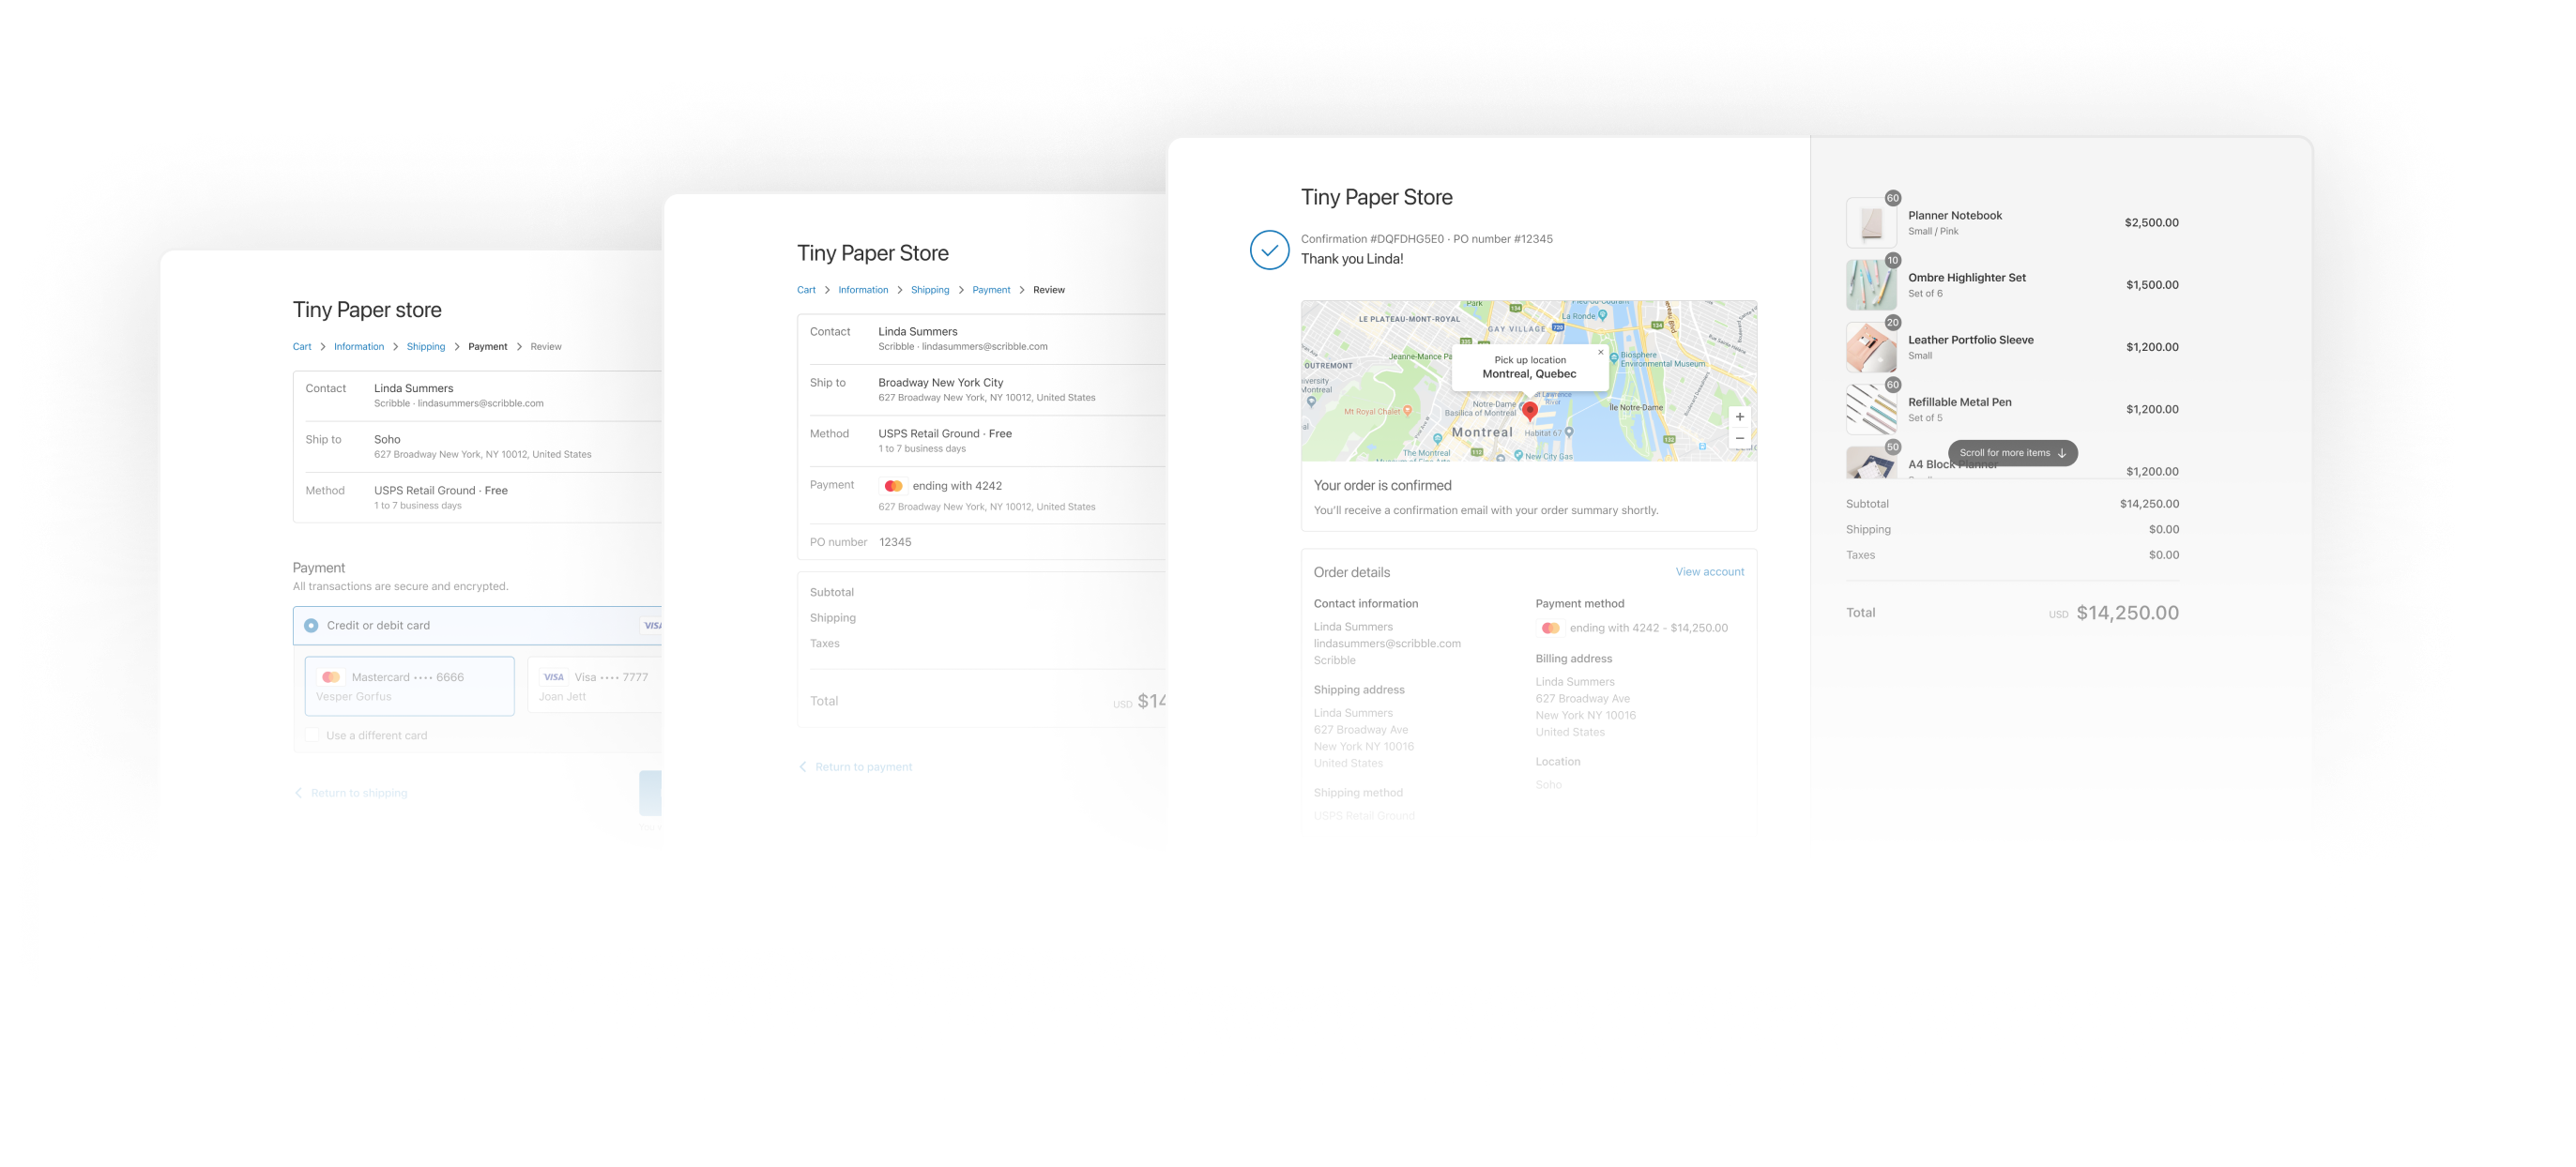 Tiny Paper store
Cart > Information > Shipping > Payment > Review
Contact Linda Summers
Scribble · lindasummers@scribble.com
Ship to Soho
627 Broadway New York, NY 10012, United States
Method USPS Retail Ground · Free
1 to 7 business days
Payment
All transactions are secure and encrypted.
Credit or debit card VISA
Mastercard •••• 6666
Vesper Gorfus
VISA Visa •••• 7777
Joan Jett
Use a different card
Return to shipping
Tiny Paper Store
Cart > Information > Shipping > Payment > Review
Contact Linda Summers
Scribble · lindasummers@scribble.com
Ship to Broadway New York City
627 Broadway New York, NY 10012, United States
Method USPS Retail Ground · Free
1 to 7 business days
Payment ending with 4242
627 Broadway New York, NY 10012, United States
PO number 12345
Subtotal
Shipping
Taxes
Total USD $14
Return to payment
Tiny Paper Store
Confirmation #DQFDHG5E0 · PO number #12345
Thank you Linda!
Park
LE PLATEAU-MONT-ROYAL
GAY VILLAGE
La Ronde
Jeanne-Mance Pa
Biosphere
Environmental Museum
OUTREMONT
iversity
Montreal
Pick up location
Montreal, Quebec
Mt Royal Chalet
Notre-Dame
Basilica of Montreal
st Lawrence
River
Île Notre-Dame
Montreal
Habitat 67
The Montreal
Museum of Fine Arts
New City Gas
Your order is confirmed
You'll receive a confirmation email with your order summary shortly.
Order details View account
Contact information
Linda Summers
lindasummers@scribble.com
Scribble
Shipping address
Linda Summers
627 Broadway Ave
New York NY 10016
United States
Shipping method
USPS Retail Ground
Payment method
ending with 4242 - $14,250.00
Billing address
Linda Summers
627 Broadway Ave
New York NY 10016
United States
Location
Soho
60
Planner Notebook $2,500.00
Small / Pink
10
Ombre Highlighter Set $1,500.00
Set of 6
20
Leather Portfolio Sleeve $1,200.00
Small
60
Refillable Metal Pen $1,200.00
Set of 5
50
A4 Block Planner $1,200.00
Scroll for more items
Subtotal $14,250.00
Shipping $0.00
Taxes $0.00
Total USD $14,250.00